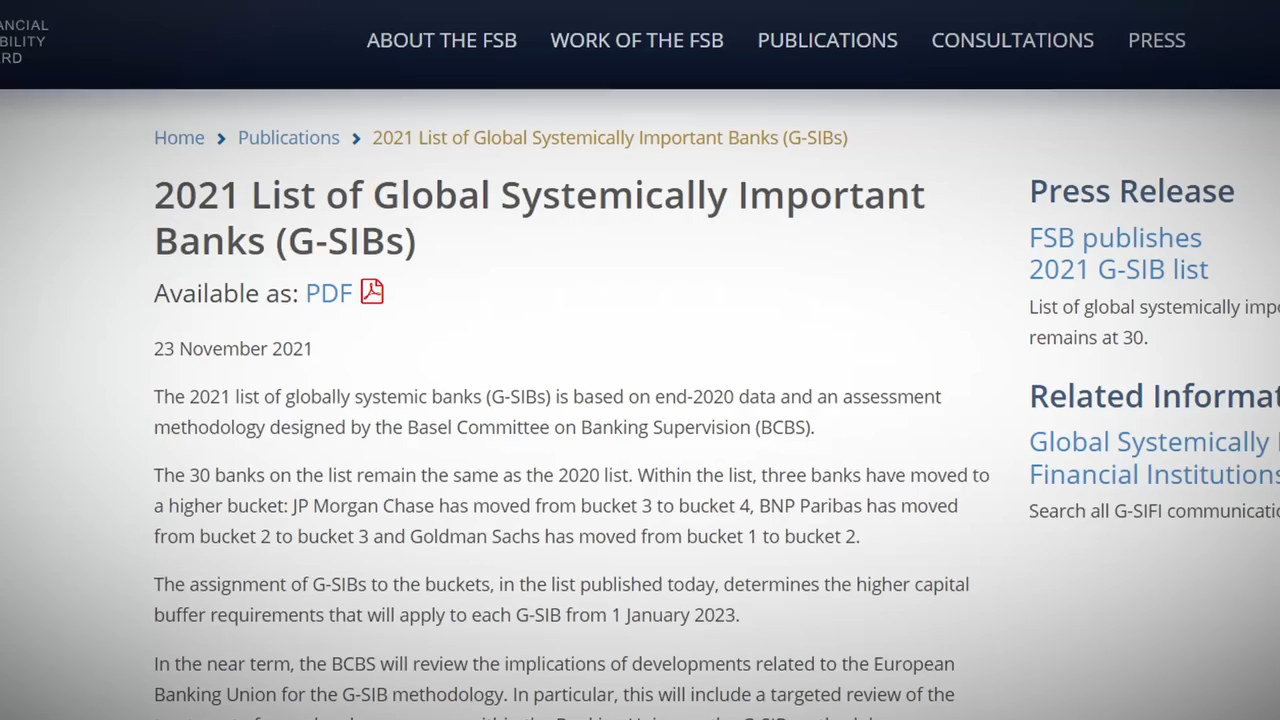 ANCIAL
BILITY
RD
ABOUT THE FSB WORK OF THE FSB PUBLICATIONS CONSULTATIONS PRESS
Home > Publications > 2021 List of Global Systemically Important Banks (G-SIBs)
2021 List of Global Systemically Important
Banks (G-SIBs)
Available as: PDF
23 November 2021
The 2021 list of globally systemic banks (G-SIBs) is based on end-2020 data and an assessment
methodology designed by the Basel Committee on Banking Supervision (BCBS).
The 30 banks on the list remain the same as the 2020 list. Within the list, three banks have moved to
a higher bucket: JP Morgan Chase has moved from bucket 3 to bucket 4, BNP Paribas has moved
from bucket 2 to bucket 3 and Goldman Sachs has moved from bucket 1 to bucket 2.
The assignment of G-SIBs to the buckets, in the list published today, determines the higher capital
buffer requirements that will apply to each G-SIB from 1 January 2023.
In the near term, the BCBS will review the implications of developments related to the European
Banking Union for the G-SIB methodology. In particular, this will include a targeted review of the
Press Release
FSB publishes
2021 G-SIB list
List of global systemically impo
remains at 30.
Related Informat
Global Systemically
Financial Institutions
Search all G-SIFI communicatio